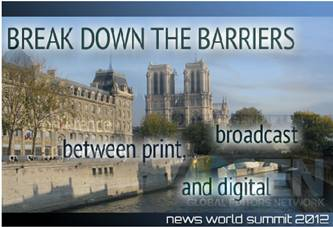 BREAK DOWN THE BARRIERS
broadcast
between print,
and digital
GLOBAL EDITORS NETWORK
news world summit 2012